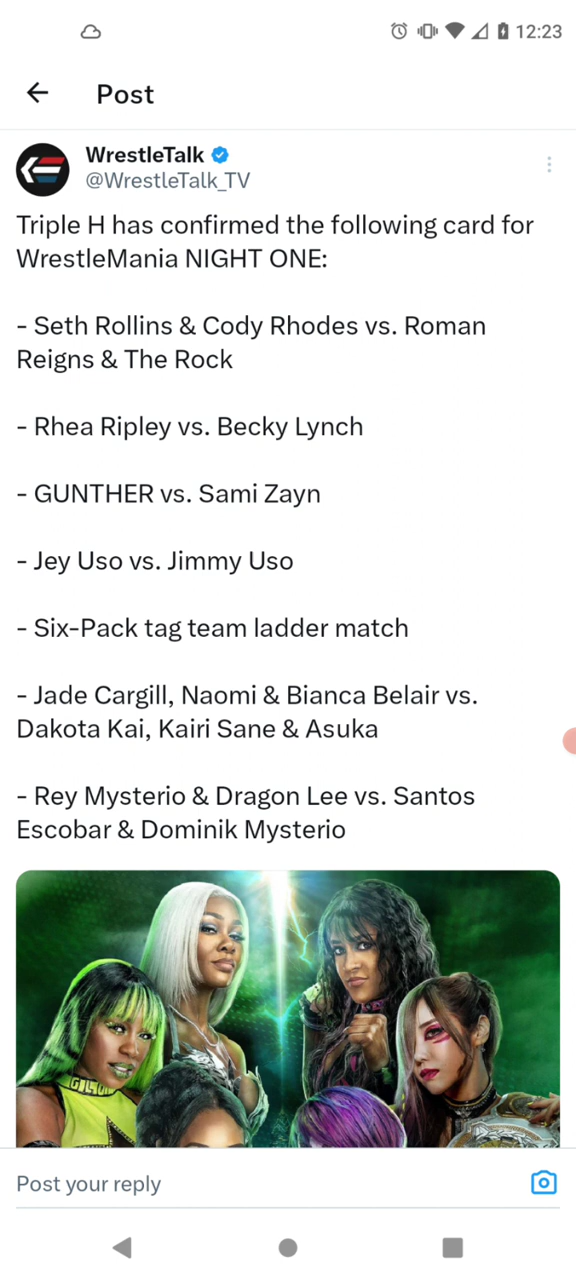 12:23
Post
WrestleTalk
@WrestleTalk_TV
Triple H has confirmed the following card for
WrestleMania NIGHT ONE:
- Seth Rollins & Cody Rhodes vs. Roman
Reigns & The Rock
- Rhea Ripley vs. Becky Lynch
- GUNTHER vs. Sami Zayn
- Jey Uso vs. Jimmy Uso
- Six-Pack tag team ladder match
- Jade Cargill, Naomi & Bianca Belair vs.
Dakota Kai, Kairi Sane & Asuka
- Rey Mysterio & Dragon Lee vs. Santos
Escobar & Dominik Mysterio
Post your reply